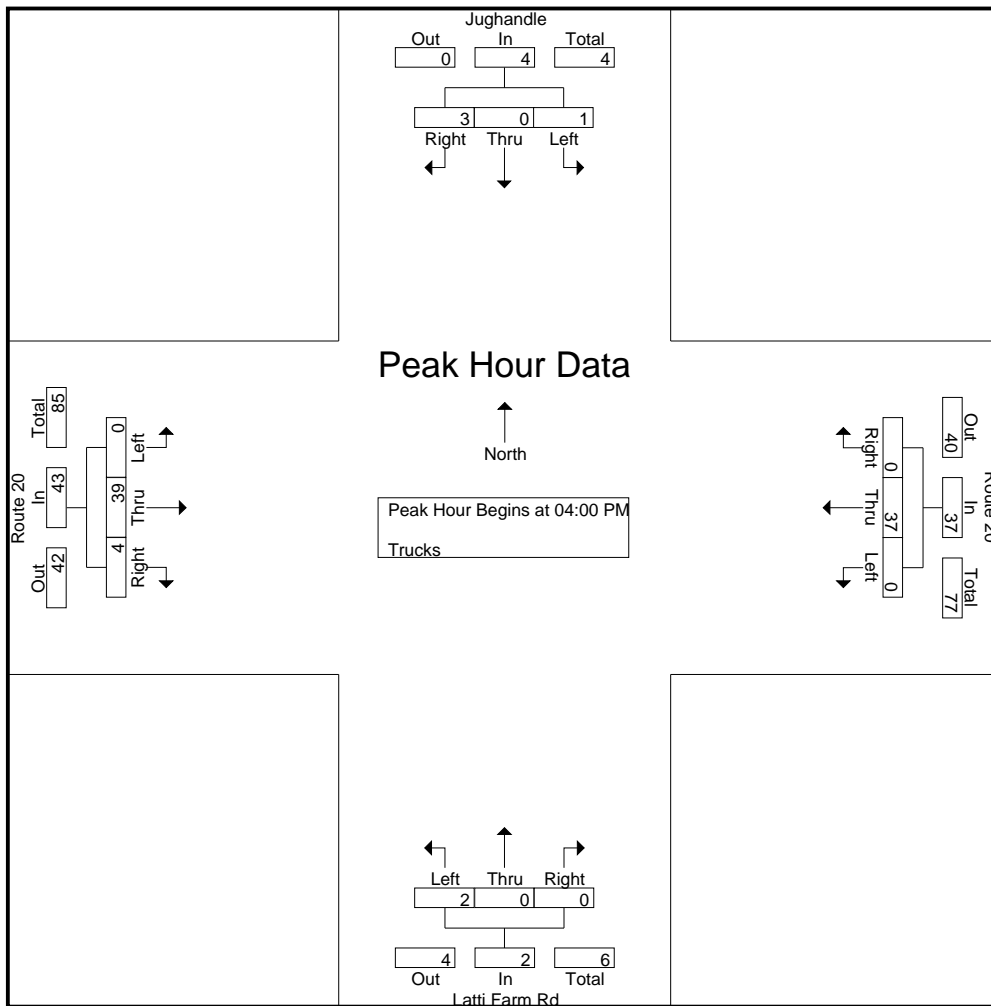 Jughandle
Out In Total
0 4 4
3 0 1
Right Thru Left
Peak Hour Data
North
Peak Hour Begins at 04:00 PM
Trucks
Route 20
Total In Out
85 43 42
0 39 4
Left Thru Right
Route 20
Out In Total
40 37 77
0 37 0
Right Thru Left
Left Thru Right
2 0 0
4 2 6
Out In Total
Latti Farm Rd